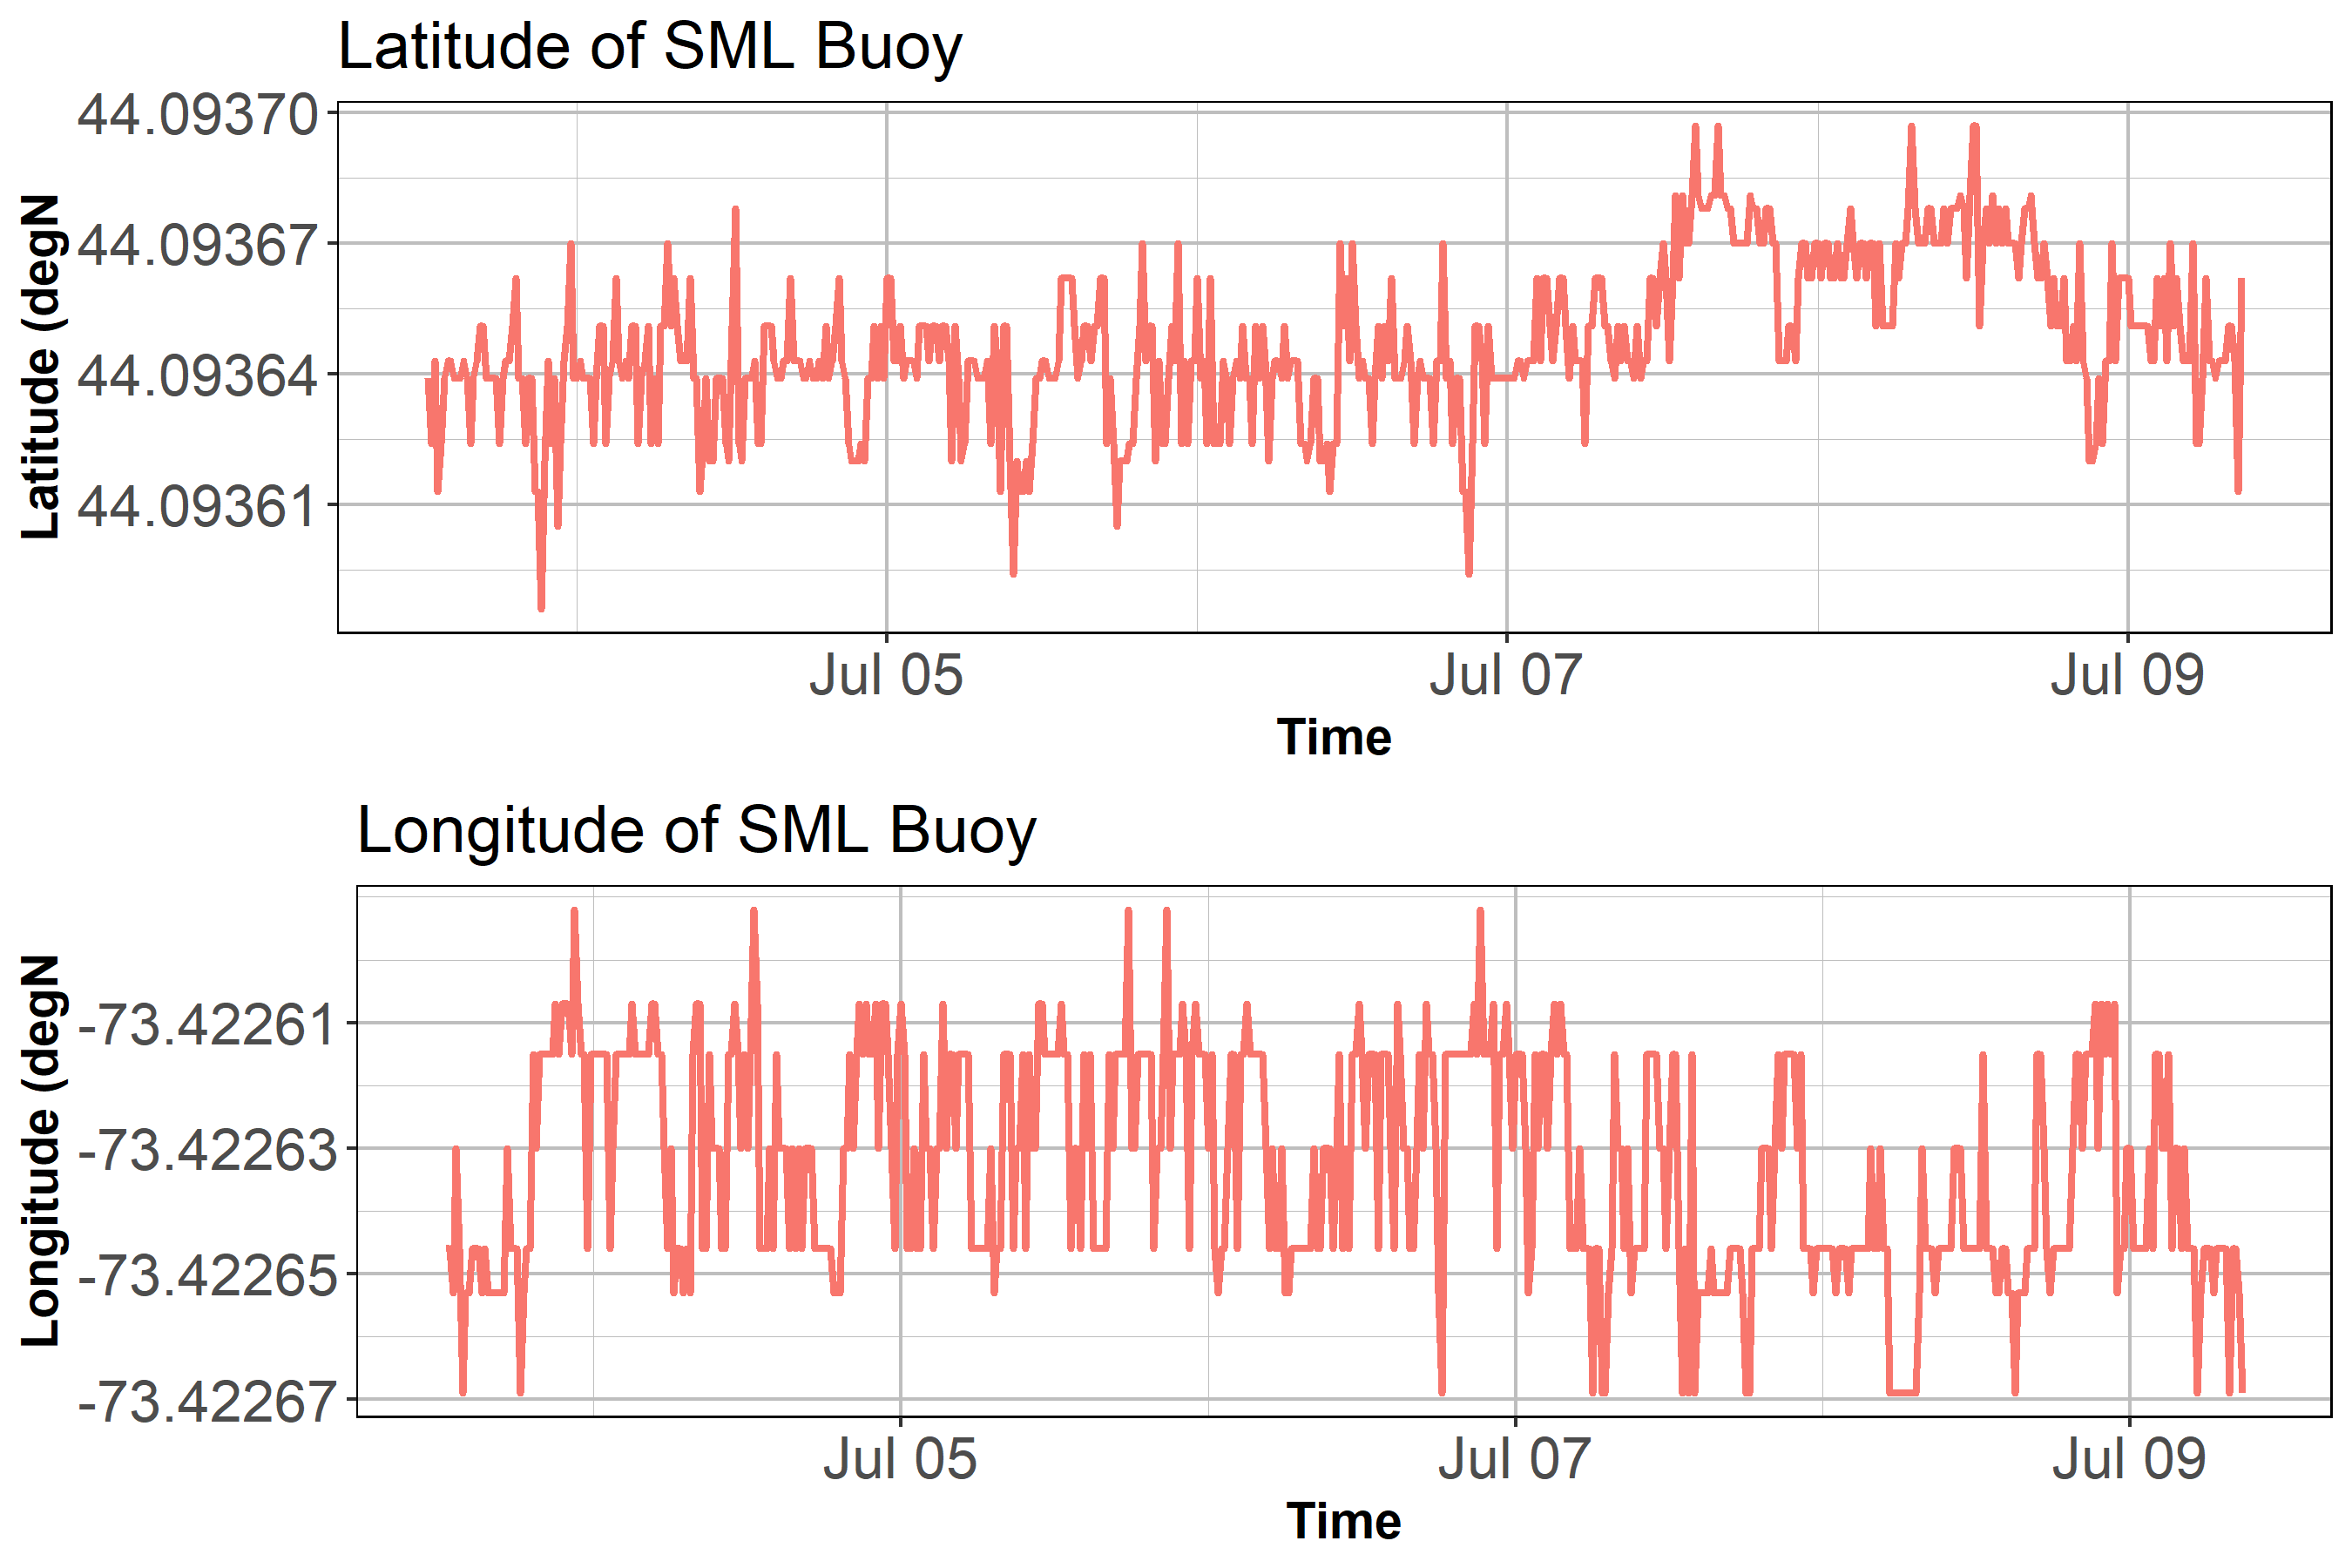 Latitude of SML Buoy
44.09370
44.09367
44.09364
44.09361
Latitude (degN
Jul 05 Jul 07 Jul 09
Time
Longitude of SML Buoy
-73.42261
-73.42263
-73.42265
-73.42267
Longitude (degN
Jul 05 Jul 07 Jul 09
Time